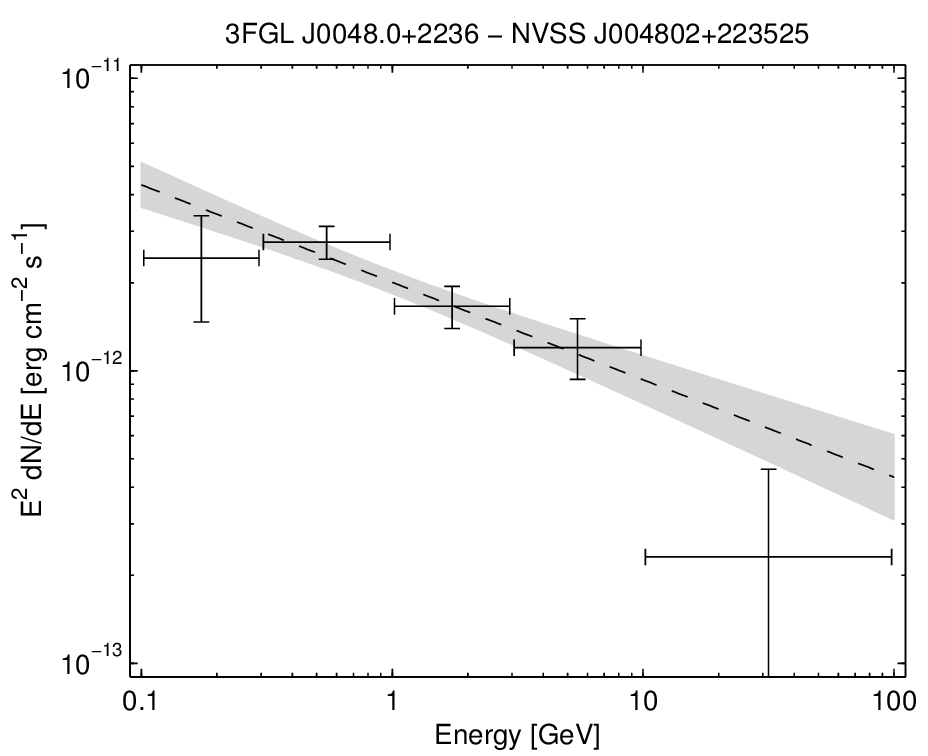 3FGL J0048.0+2236 − NVSS J004802+223525
E² dN/dE [erg cm⁻² s⁻¹]
10⁻¹¹
10⁻¹²
10⁻¹³
0.1 1 10 100
Energy [GeV]